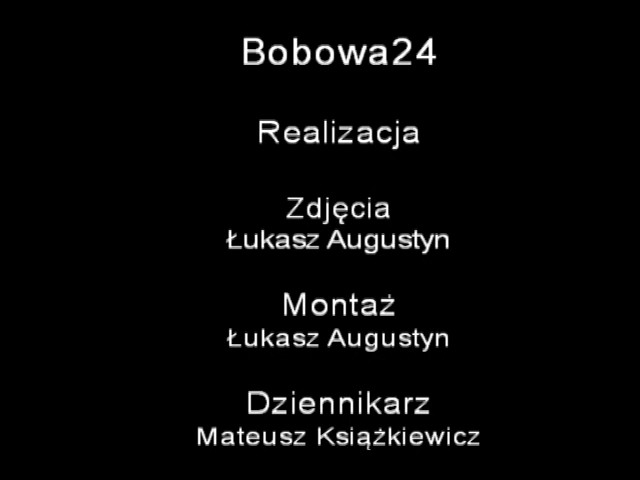 Bobowa24
Realizacja
Zdjęcia
Łukasz Augustyn
Montaż
Łukasz Augustyn
Dziennikarz
Mateusz Książkiewicz